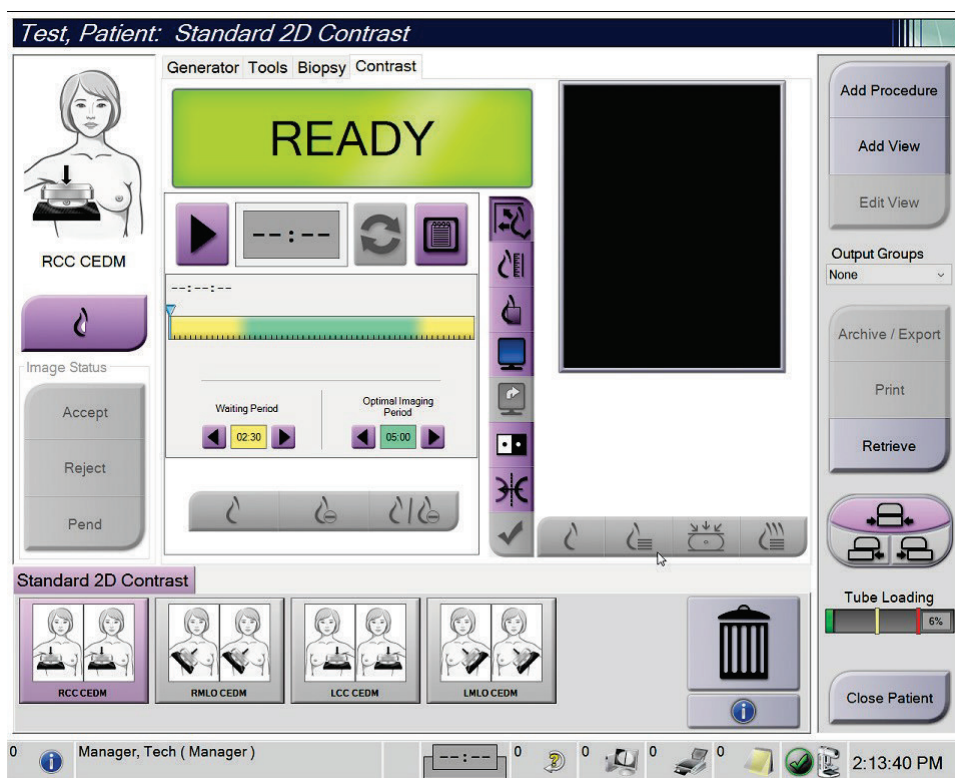 Test, Patient: Standard 2D Contrast
Generator Tools Biopsy Contrast
READY
--:--
--:--:--
Waiting Period
Optimal Imaging
Period
02:30
05:00
RCC CEDM
Image Status
Accept
Reject
Pend
Add Procedure
Add View
Edit View
Output Groups
None
Archive / Export
Print
Retrieve
Tube Loading
6%
Close Patient
Standard 2D Contrast
RCC CEDM
RMLO CEDM
LCC CEDM
LMLO CEDM
0
Manager, Tech ( Manager )
--:--
0
0
0
0
2:13:40 PM